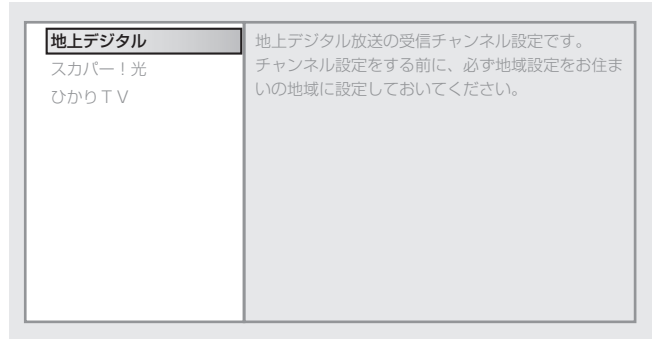 地上デジタル
スカパー！光
ひかりＴＶ
地上デジタル放送の受信チャンネル設定です。
チャンネル設定をする前に、必ず地域設定をお住ま
いの地域に設定しておいてください。